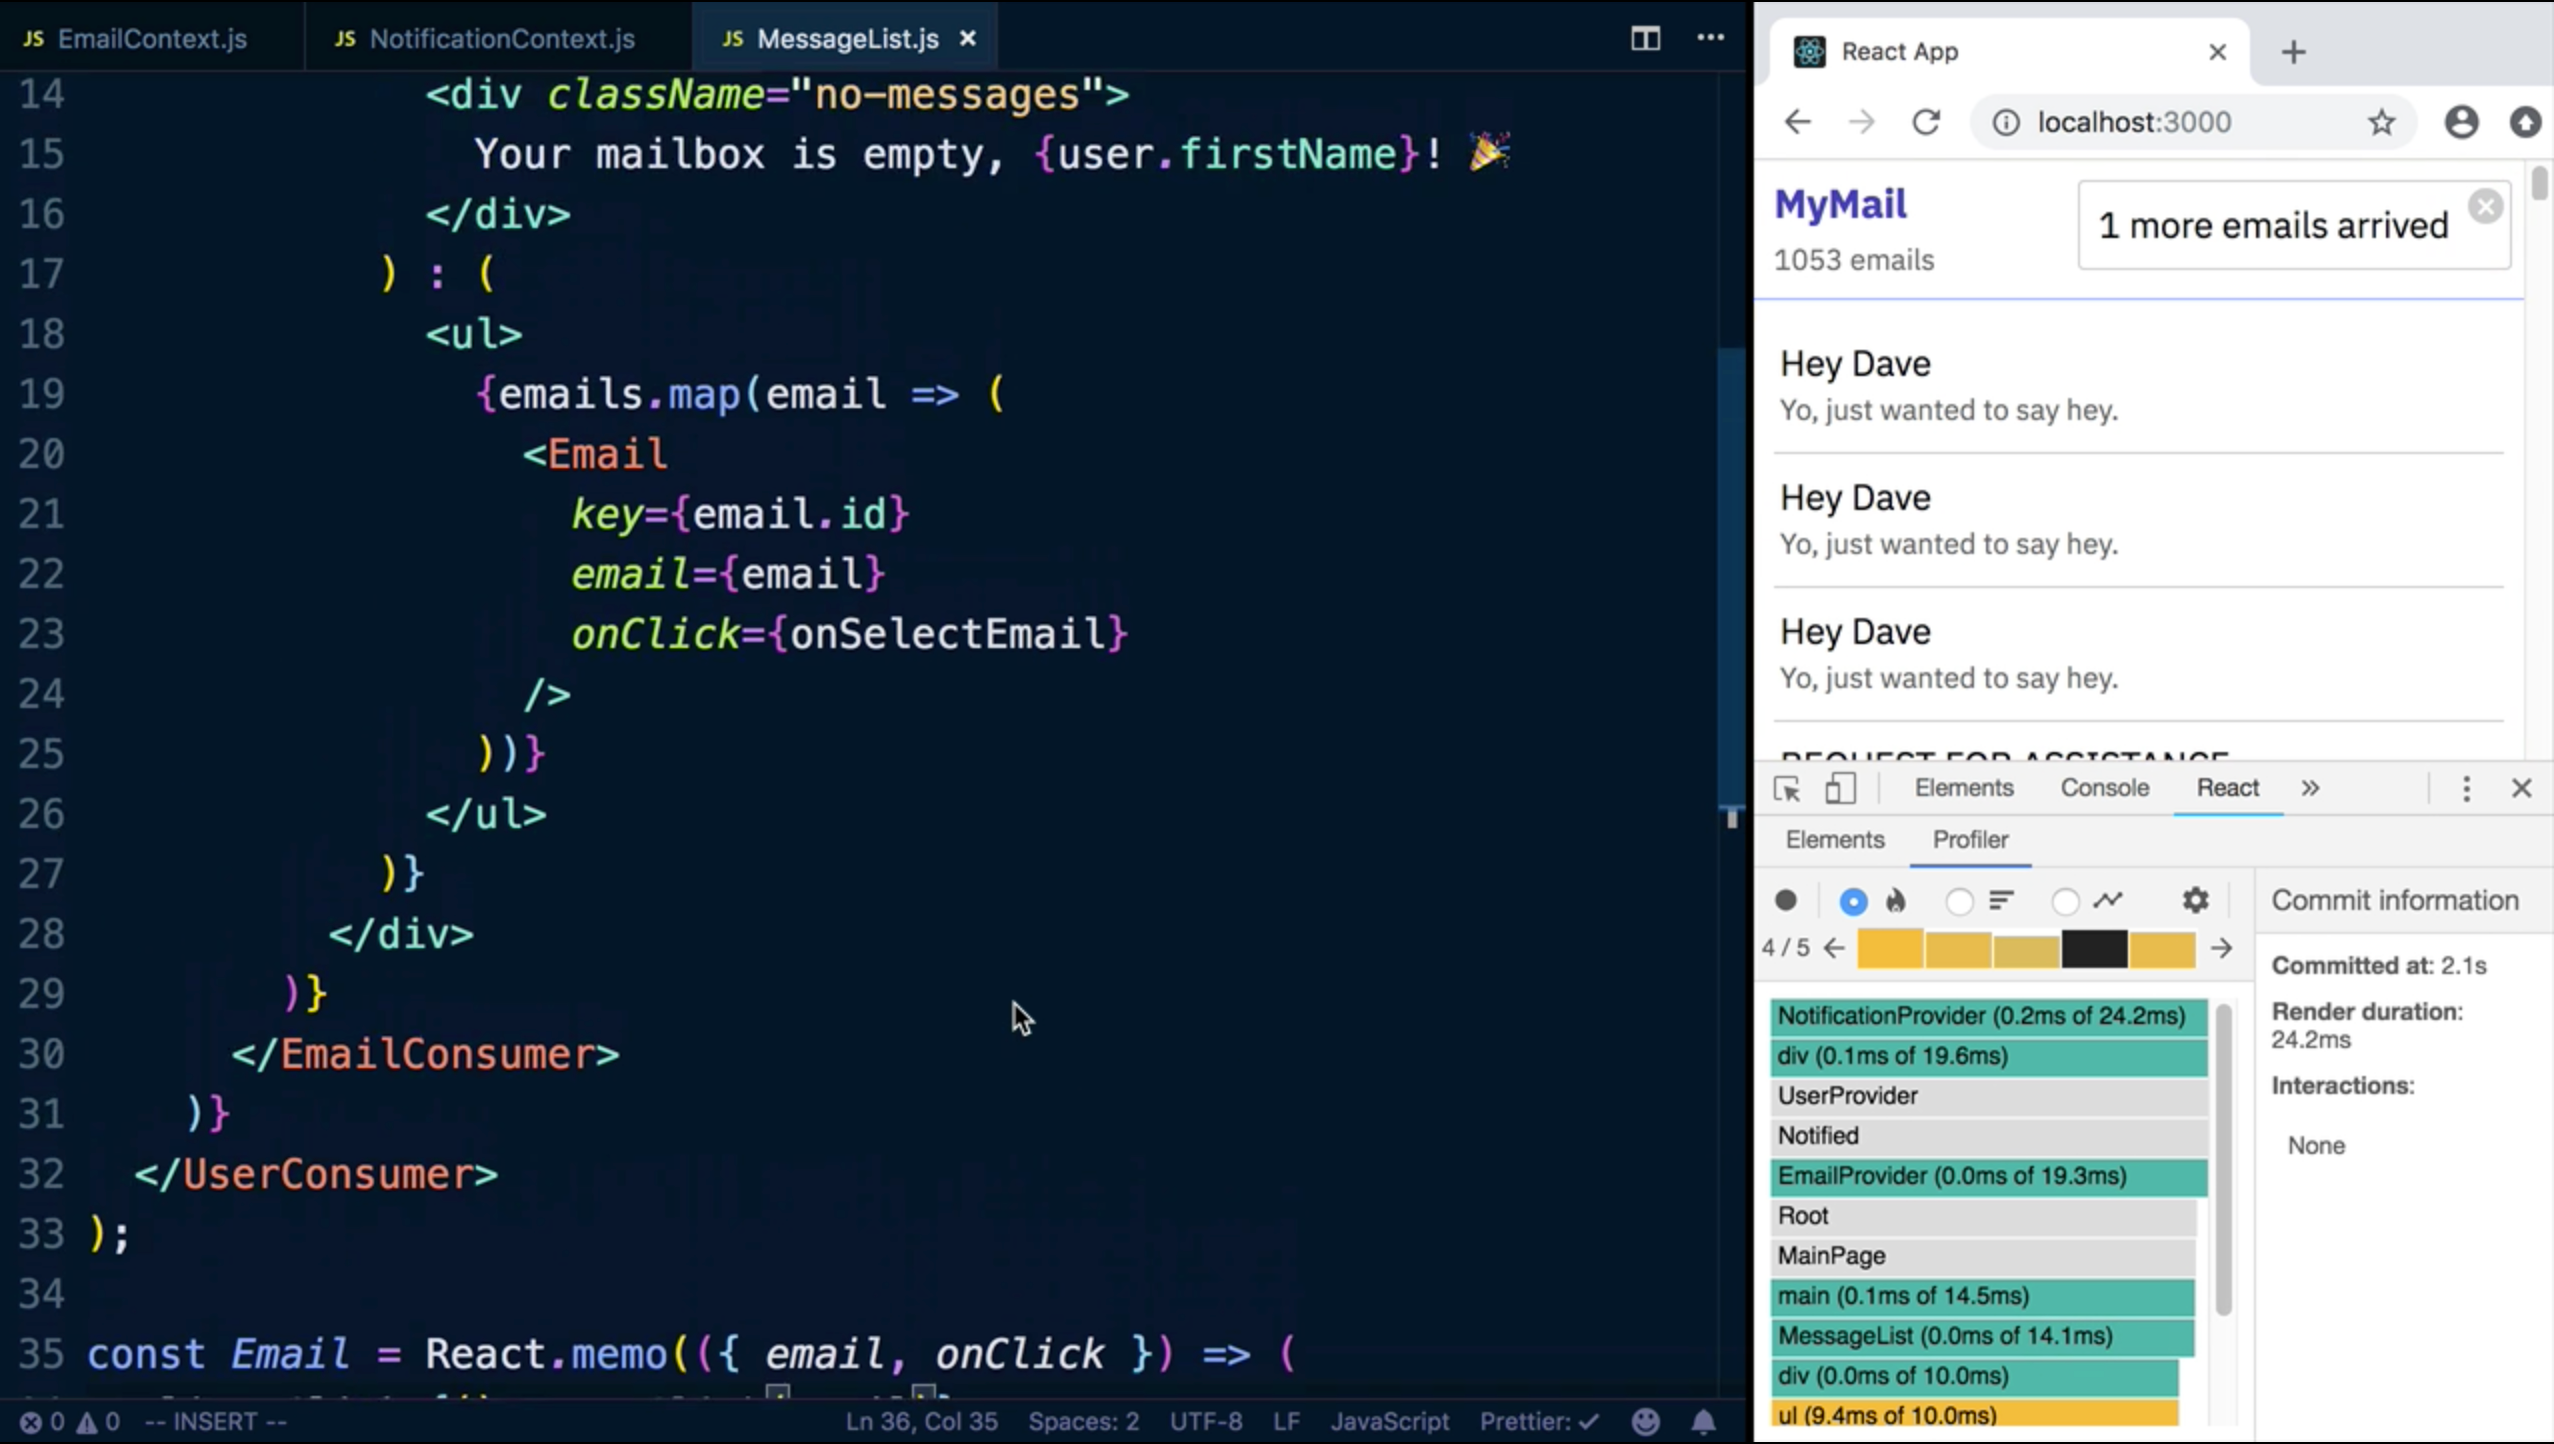 JS EmailContext.js
JS NotificationContext.js
JS MessageList.js ×
14 <div className="no-messages">
15 Your mailbox is empty, {user.firstName}! 🎉
16 </div>
17 ) : (
18 <ul>
19 {emails.map(email => (
20 <Email
21 key={email.id}
22 email={email}
23 onClick={onSelectEmail}
24 />
25 ))}
26 </ul>
27 )}
28 </div>
29 )}
30 </EmailConsumer>
31 )}
32 </UserConsumer>
33 );
34
35 const Email = React.memo(({ email, onClick }) => (
0 0 -- INSERT --
Ln 36, Col 35 Spaces: 2 UTF-8 LF JavaScript Prettier: ✓
React App
localhost:3000
MyMail
1053 emails
1 more emails arrived
Hey Dave
Yo, just wanted to say hey.
Hey Dave
Yo, just wanted to say hey.
Hey Dave
Yo, just wanted to say hey.
REQUEST FOR ASSISTANCE
Elements Console React »
Elements Profiler
4 / 5
NotificationProvider (0.2ms of 24.2ms)
div (0.1ms of 19.6ms)
UserProvider
Notified
EmailProvider (0.0ms of 19.3ms)
Root
MainPage
main (0.1ms of 14.5ms)
MessageList (0.0ms of 14.1ms)
div (0.0ms of 10.0ms)
ul (9.4ms of 10.0ms)
Commit information
Committed at: 2.1s
Render duration:
24.2ms
Interactions:
None